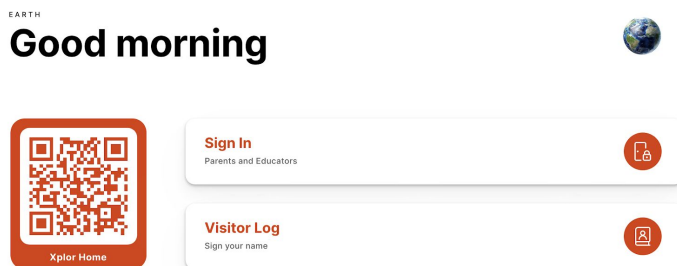 EARTH
Good morning
Sign In
Parents and Educators
Visitor Log
Sign your name
Xplor Home